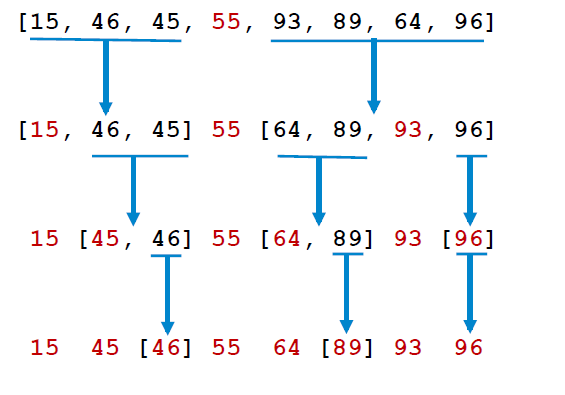 [15, 46, 45, 55, 93, 89, 64, 96]
[15, 46, 45] 55 [64, 89, 93, 96]
15 [45, 46] 55 [64, 89] 93 [96]
15 45 [46] 55 64 [89] 93 96